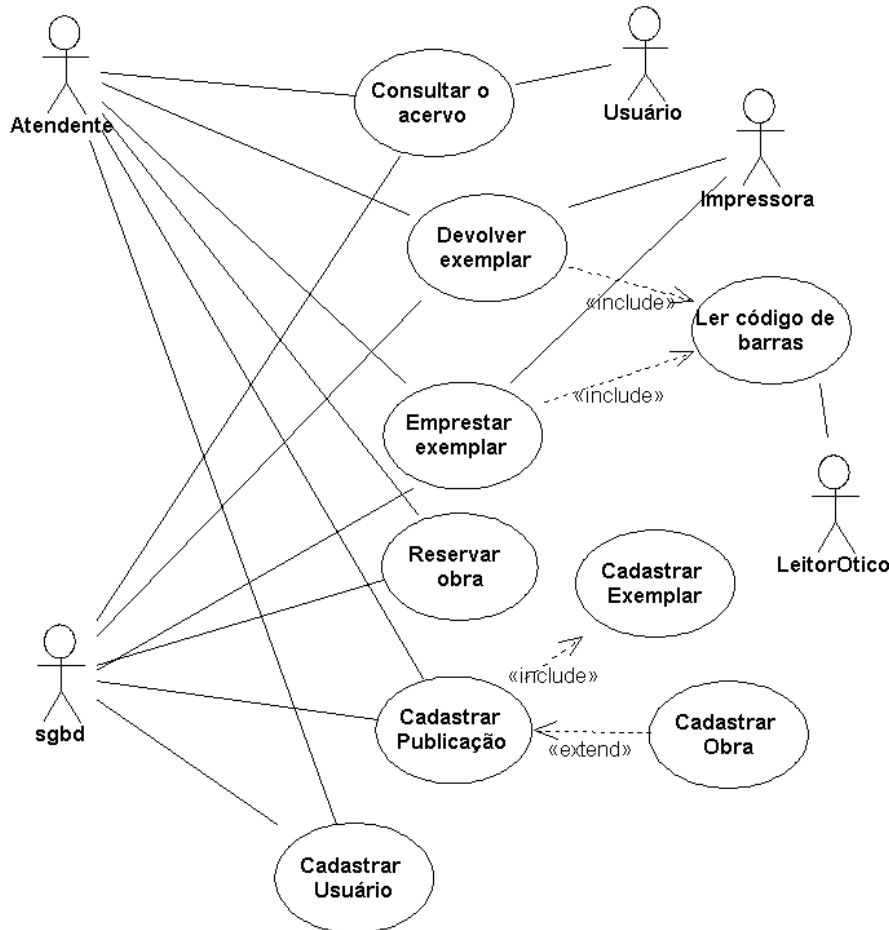 Atendente
Consultar o
acervo
Usuário
Impressora
Devolver
exemplar
«include»
Ler código de
barras
Emprestar
exemplar
«include»
LeitorOtico
Reservar
obra
Cadastrar
Exemplar
sgbd
«include»
Cadastrar
Publicação
«extend»
Cadastrar
Obra
Cadastrar
Usuário